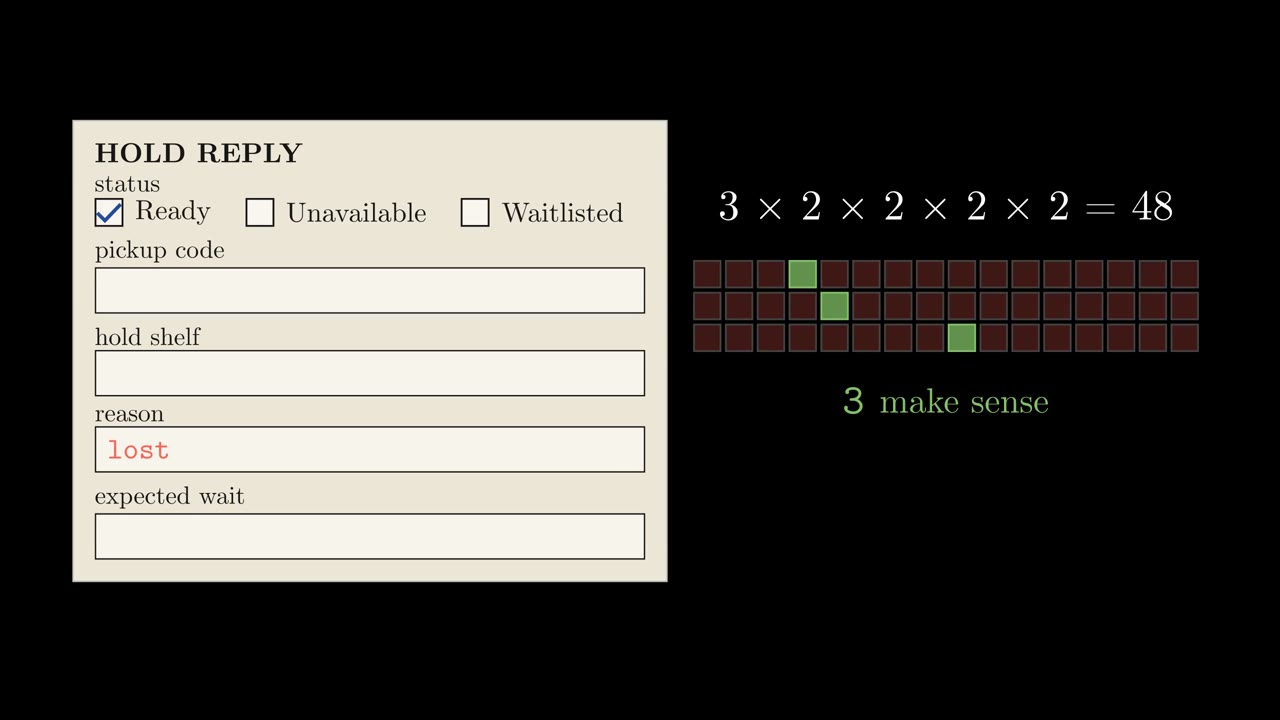 HOLD REPLY
status
Ready Unavailable Waitlisted
pickup code
hold shelf
reason
lost
expected wait
3 × 2 × 2 × 2 × 2 = 48
3 make sense